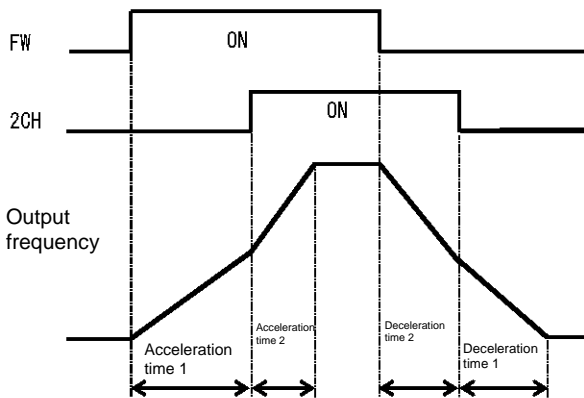 FW
ON
2CH
ON
Output
frequency
Acceleration
time 1
Acceleration
time 2
Deceleration
time 2
Deceleration
time 1